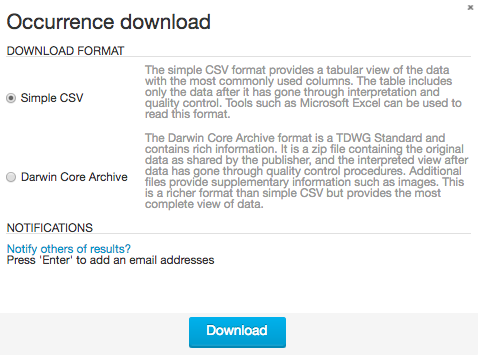 Occurrence download
DOWNLOAD FORMAT
Simple CSV
The simple CSV format provides a tabular view of the data
with the most commonly used columns. The table includes
only the data after it has gone through interpretation and
quality control. Tools such as Microsoft Excel can be used to
read this format.
Darwin Core Archive
The Darwin Core Archive format is a TDWG Standard and
contains rich information. It is a zip file containing the original
data as shared by the publisher, and the interpreted view after
data has gone through quality control procedures. Additional
files provide supplementary information such as images. This
is a richer format than simple CSV but provides the most
complete view of data.
NOTIFICATIONS
Notify others of results?
Press 'Enter' to add an email addresses
Download